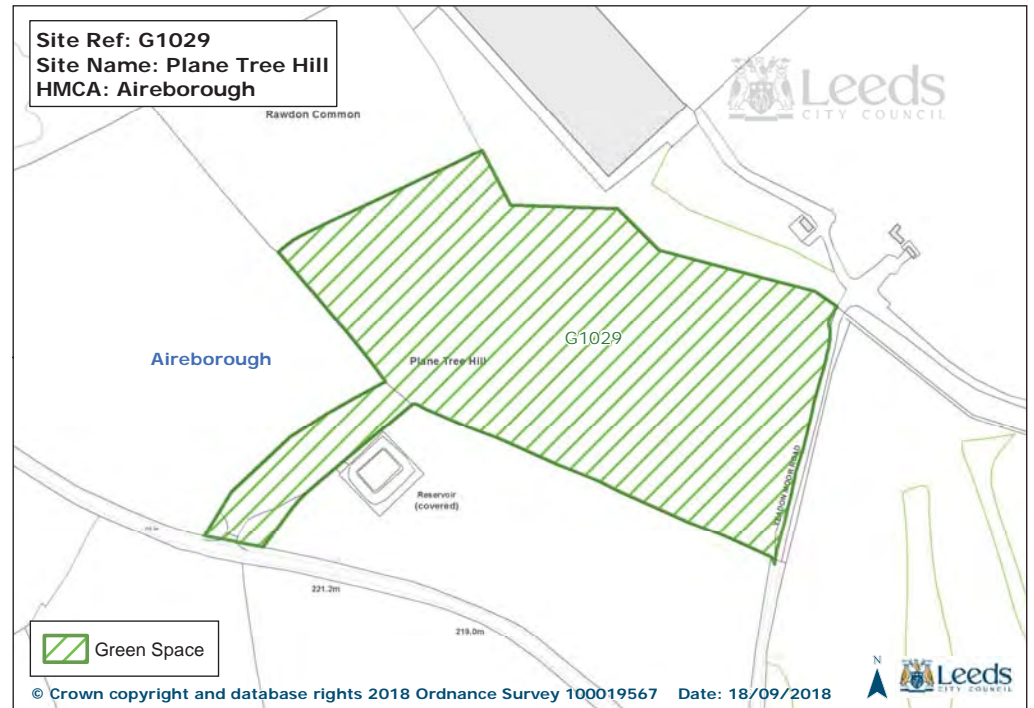 Site Ref: G1029
Site Name: Plane Tree Hill
HMCA: Aireborough
Leeds
CITY COUNCIL
Rawdon Common
G1029
Aireborough
Plane Tree Hill
YEADON MOOR ROAD
Reservoir
(covered)
221.2m
219.0m
Green Space
N
Leeds
CITY COUNCIL
© Crown copyright and database rights 2018 Ordnance Survey 100019567 Date: 18/09/2018